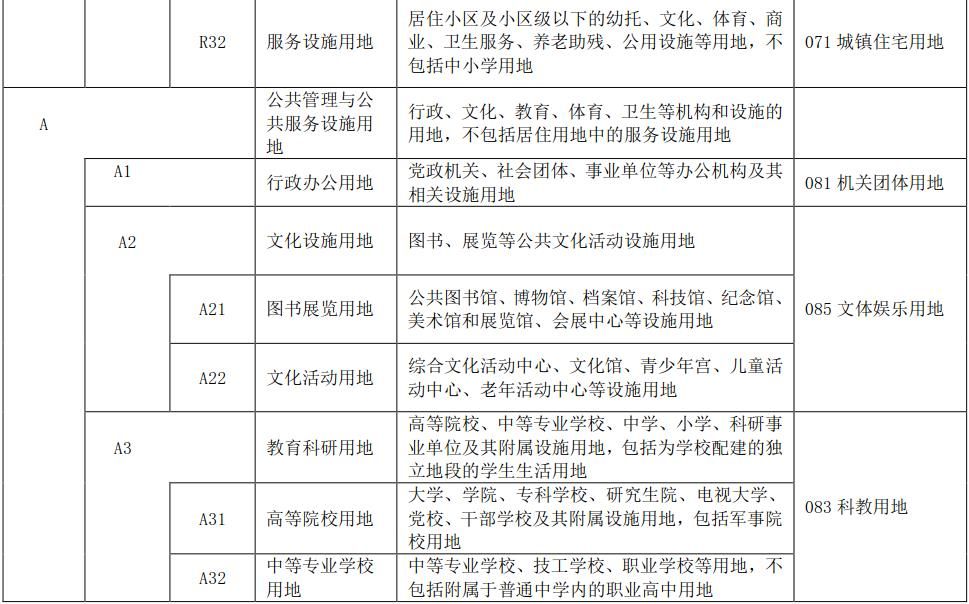 R32
服务设施用地
居住小区及小区级以下的幼托、文化、体育、商
业、卫生服务、养老助残、公用设施等用地，不
包括中小学用地
071 城镇住宅用地
A
公共管理与公
共服务设施用
地
行政、文化、教育、体育、卫生等机构和设施的
用地，不包括居住用地中的服务设施用地
A1
行政办公用地
党政机关、社会团体、事业单位等办公机构及其
相关设施用地
081 机关团体用地
A2
文化设施用地
图书、展览等公共文化活动设施用地
A21
图书展览用地
公共图书馆、博物馆、档案馆、科技馆、纪念馆、
美术馆和展览馆、会展中心等设施用地
085 文体娱乐用地
A22
文化活动用地
综合文化活动中心、文化馆、青少年宫、儿童活
动中心、老年活动中心等设施用地
A3
教育科研用地
高等院校、中等专业学校、中学、小学、科研事
业单位及其附属设施用地，包括为学校配建的独
立地段的学生生活用地
A31
高等院校用地
大学、学院、专科学校、研究生院、电视大学、
党校、干部学校及其附属设施用地，包括军事院
校用地
083 科教用地
A32
中等专业学校
用地
中等专业学校、技工学校、职业学校等用地，不
包括附属于普通中学内的职业高中用地